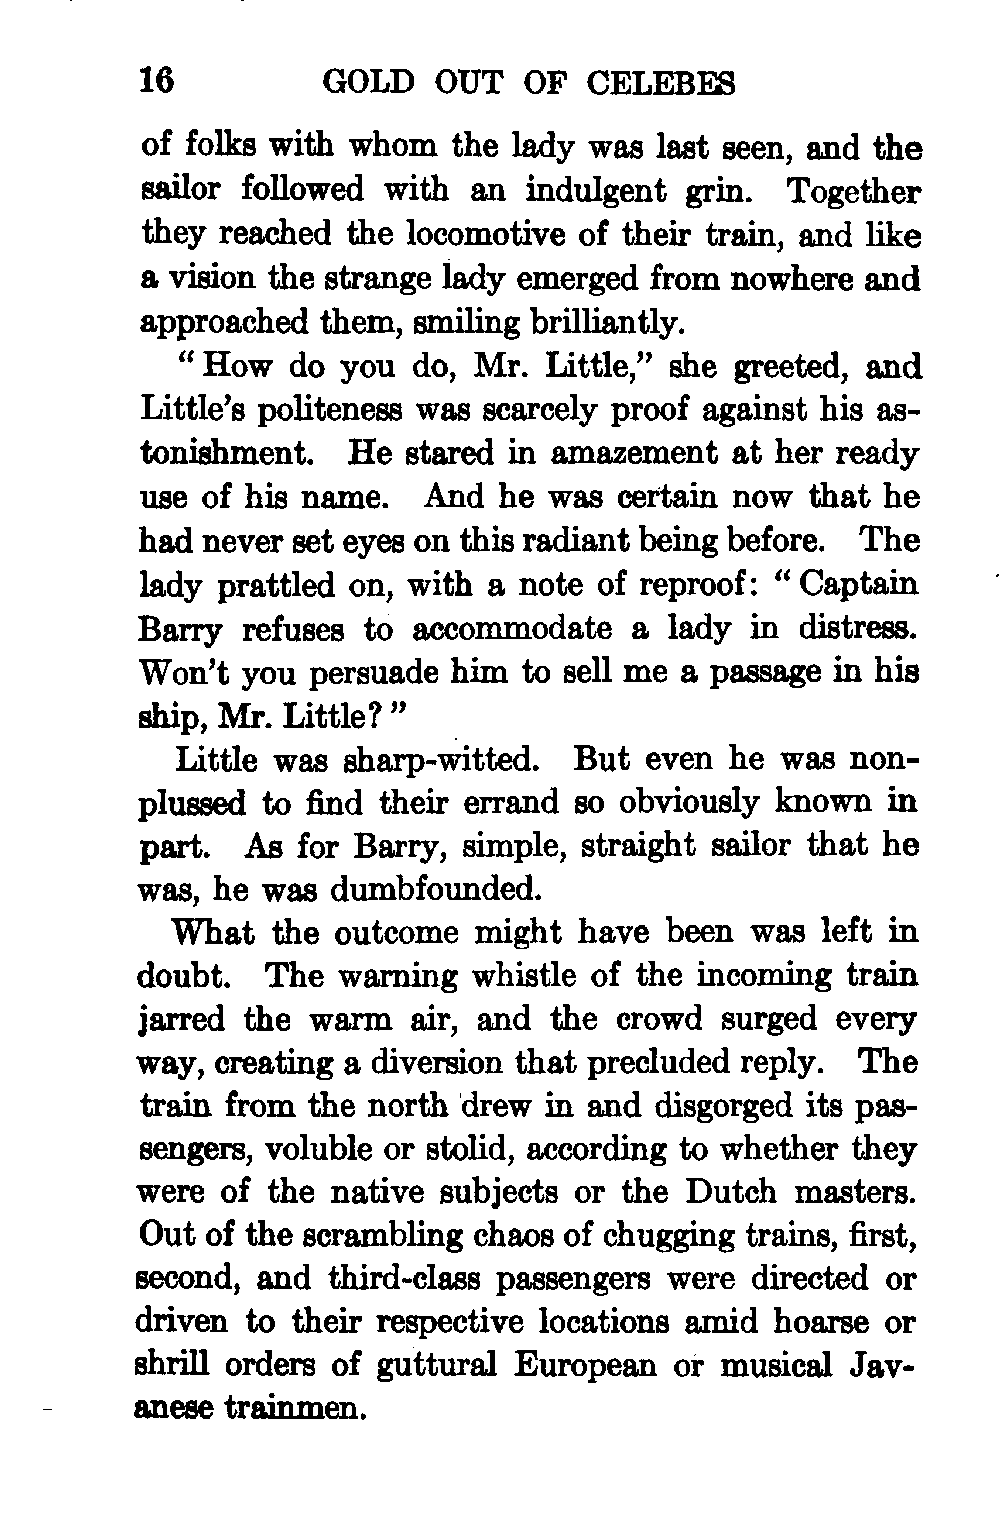 16 GOLD OUT OF CELEBES
of folks with whom the lady was last seen, and the
sailor followed with an indulgent grin. Together
they reached the locomotive of their train, and like
a vision the strange lady emerged from nowhere and
approached them, smiling brilliantly.
“How do you do, Mr. Little,” she greeted, and
Little’s politeness was scarcely proof against his as-
tonishment. He stared in amazement at her ready
use of his name. And he was certain now that he
had never set eyes on this radiant being before. The
lady prattled on, with a note of reproof: “Captain
Barry refuses to accommodate a lady in distress.
Won’t you persuade him to sell me a passage in his
ship, Mr. Little?”
Little was sharp-witted. But even he was non-
plussed to find their errand so obviously known in
part. As for Barry, simple, straight sailor that he
was, he was dumbfounded.
What the outcome might have been was left in
doubt. The warning whistle of the incoming train
jarred the warm air, and the crowd surged every
way, creating a diversion that precluded reply. The
train from the north drew in and disgorged its pas-
sengers, voluble or stolid, according to whether they
were of the native subjects or the Dutch masters.
Out of the scrambling chaos of chugging trains, first,
second, and third-class passengers were directed or
driven to their respective locations amid hoarse or
shrill orders of guttural European or musical Jav-
anese trainmen.